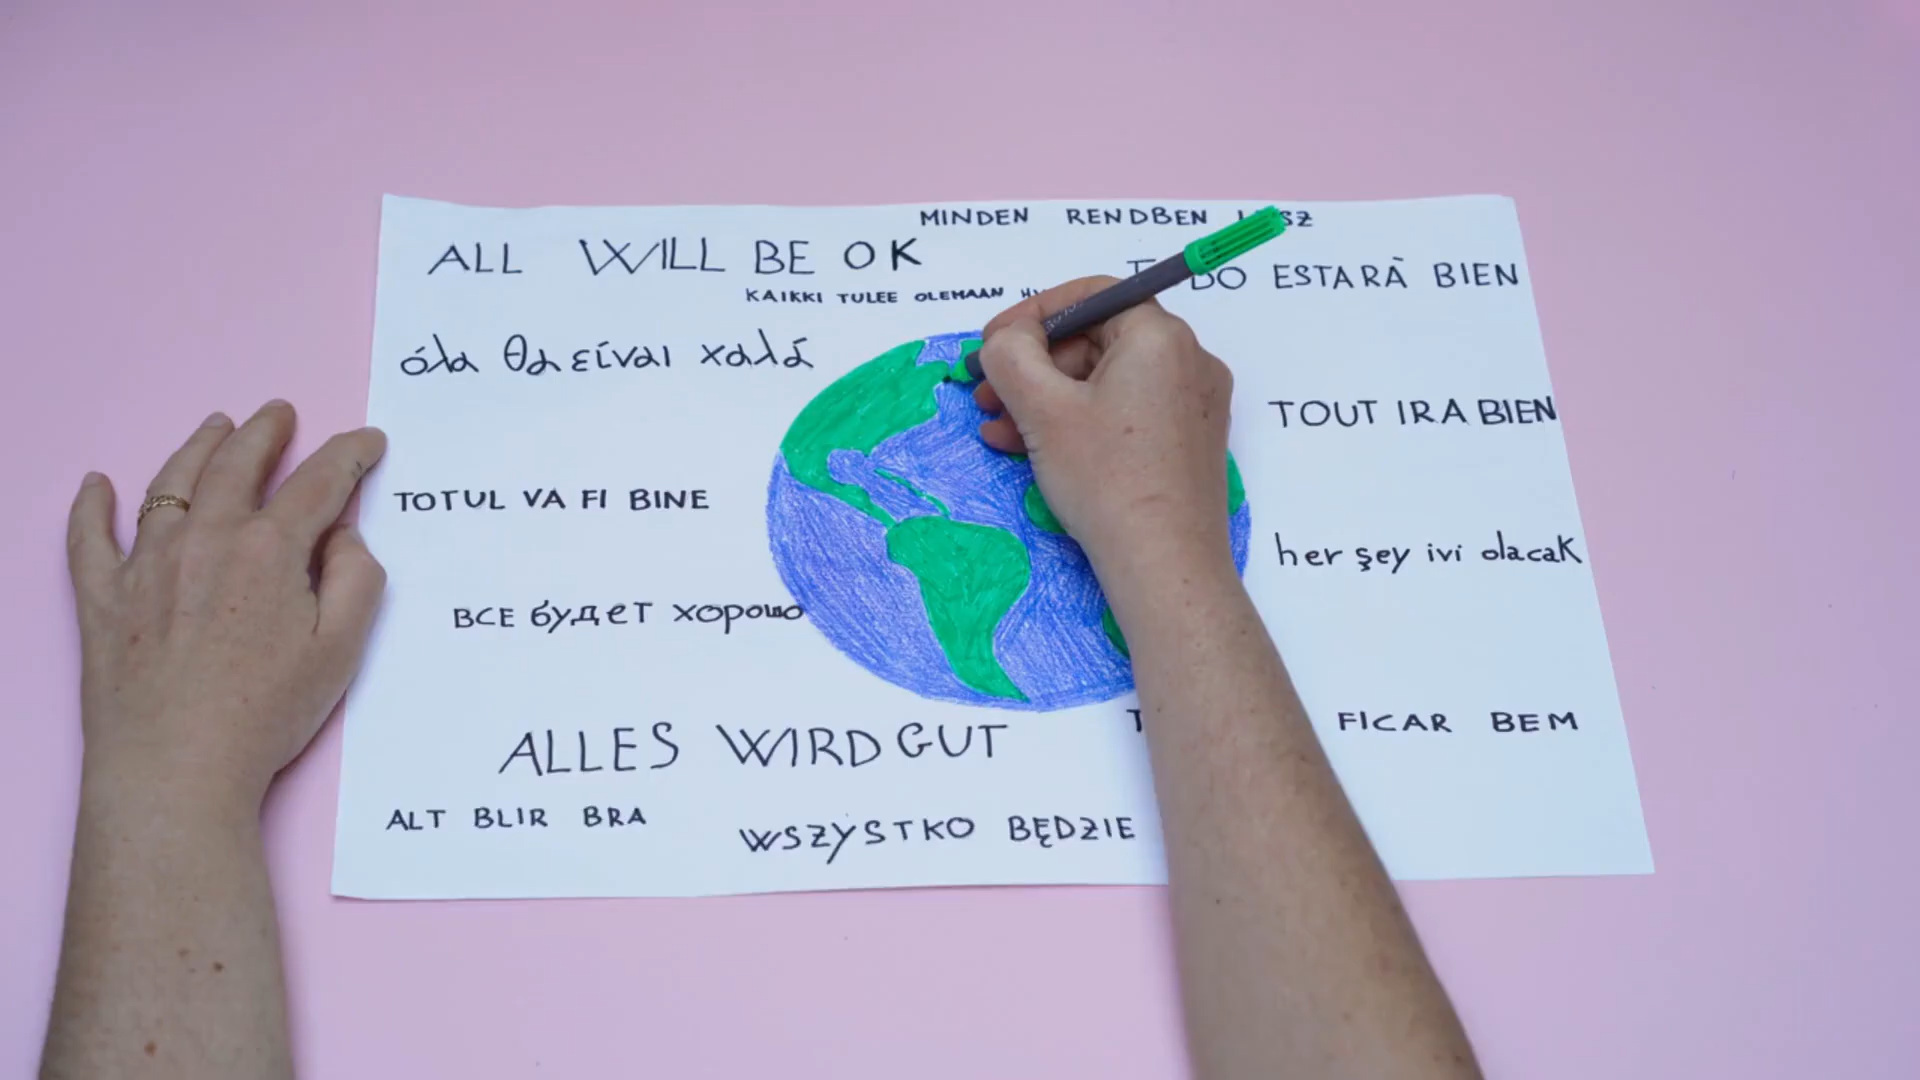 MINDEN RENDBEN
ALL WILL BE OK
ESTARÀ BIEN
KAIKKI TULEE OLEMAAN
όλα θα είναι χαλά
TOUT IRA BIEN
TOTUL VA FI BINE
her şey ivi olacak
ВСЕ будет хорошо
FICAR BEM
ALLES WIRD GUT
ALT BLIR BRA
WSZYSTKO BĘDZIE